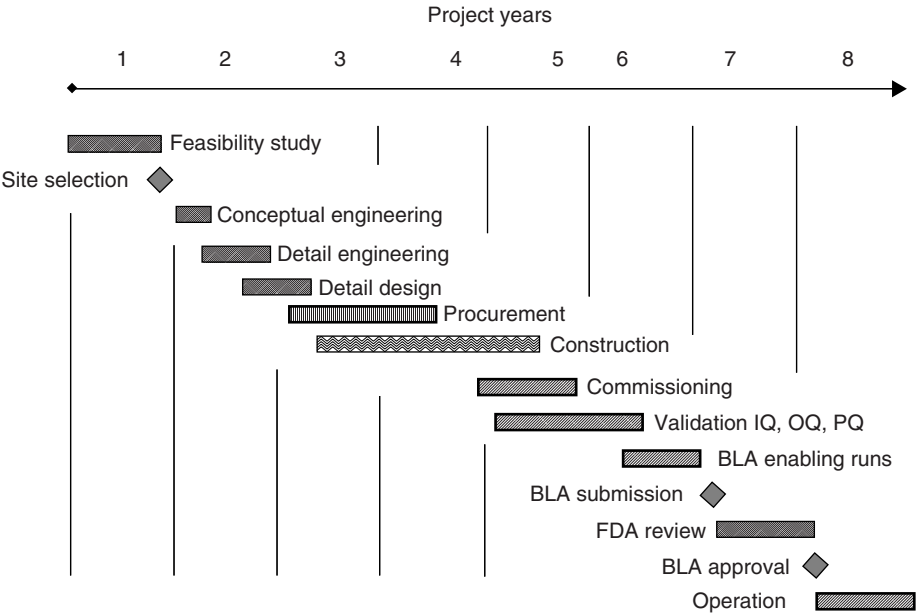 Project years
1 2 3 4 5 6 7 8
Feasibility study
Site selection
Conceptual engineering
Detail engineering
Detail design
Procurement
Construction
Commissioning
Validation IQ, OQ, PQ
BLA enabling runs
BLA submission
FDA review
BLA approval
Operation